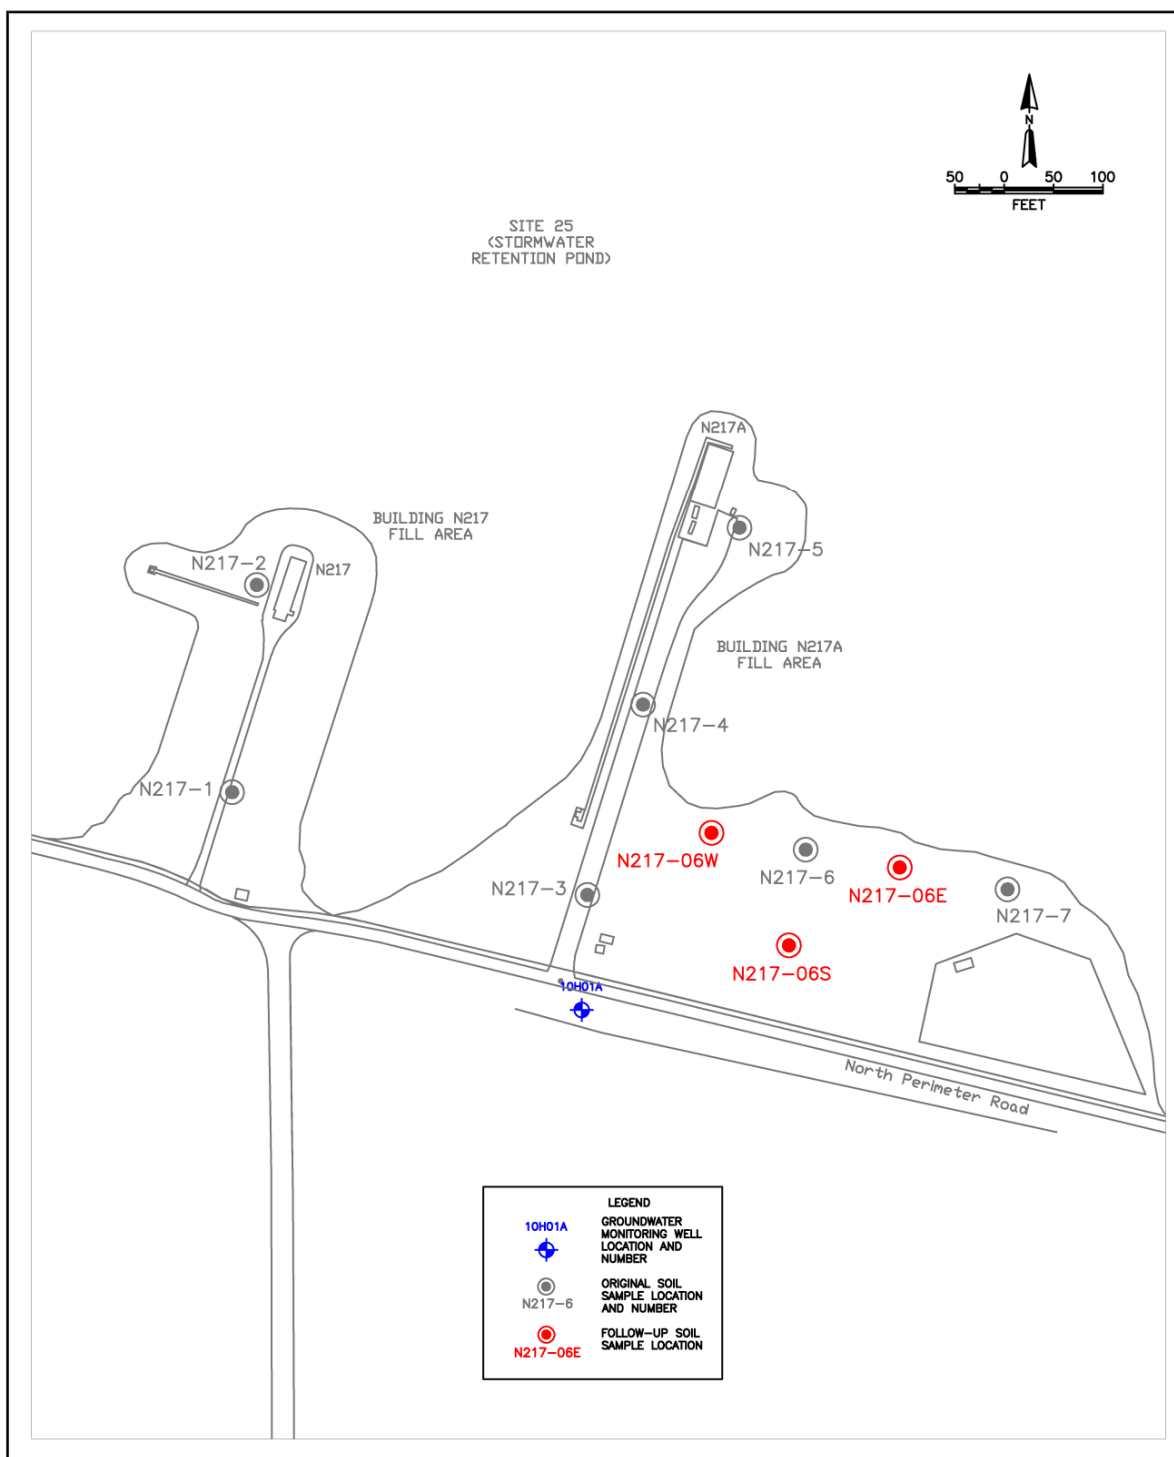 N
50 0 50 100
FEET
SITE 25
(STORMWATER
RETENTION POND)
N217A
BUILDING N217
FILL AREA
N217-5
N217-2
N217
BUILDING N217A
FILL AREA
N217-4
N217-1
N217-06W
N217-6
N217-06E
N217-3
N217-7
N217-06S
10H01A
North Perimeter Road
LEGEND
10H01A
GROUNDWATER
MONITORING WELL
LOCATION AND
NUMBER
N217-6
ORIGINAL SOIL
SAMPLE LOCATION
AND NUMBER
N217-06E
FOLLOW-UP SOIL
SAMPLE LOCATION